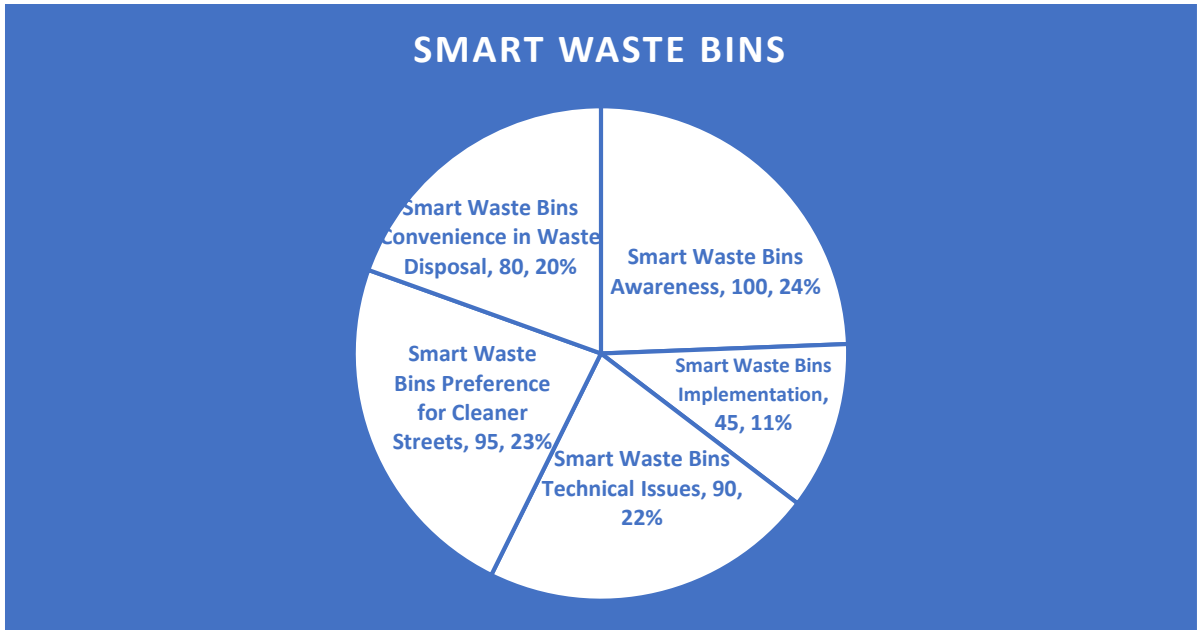 SMART WASTE BINS
Smart Waste Bins
Awareness, 100, 24%
Smart Waste Bins
Implementation,
45, 11%
Smart Waste Bins
Technical Issues, 90,
22%
Smart Waste
Bins Preference
for Cleaner
Streets, 95, 23%
Smart Waste Bins
Convenience in Waste
Disposal, 80, 20%